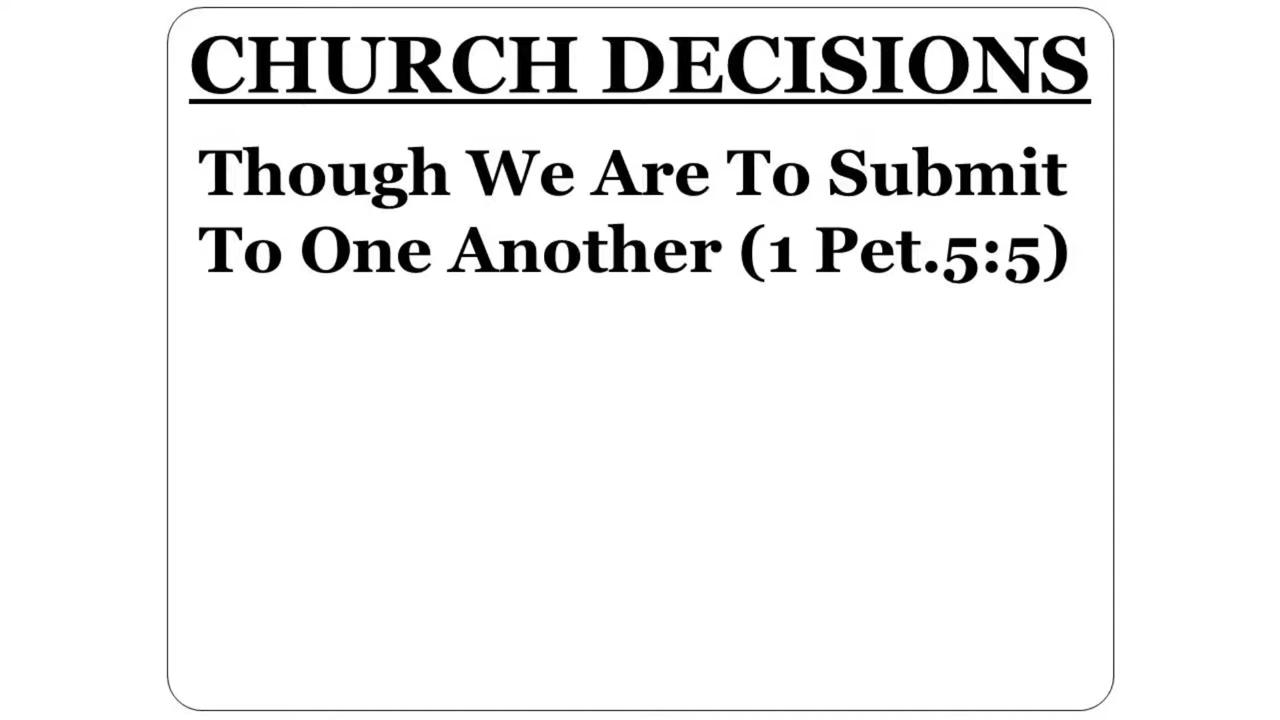 CHURCH DECISIONS
Though We Are To Submit
To One Another (1 Pet.5:5)